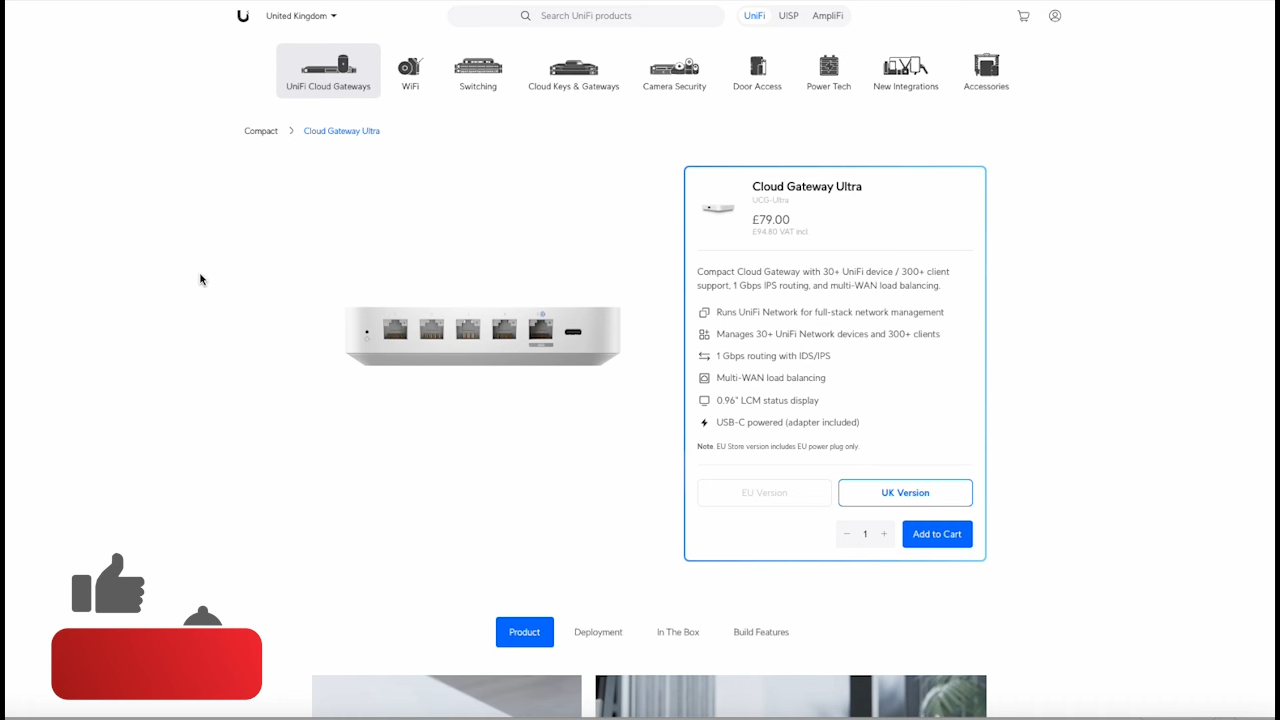 United Kingdom
Search UniFi products
UniFi
UISP
AmpliFi
UniFi Cloud Gateways
WiFi
Switching
Cloud Keys & Gateways
Camera Security
Door Access
Power Tech
New Integrations
Accessories
Compact
Cloud Gateway Ultra
Cloud Gateway Ultra
UCG-Ultra
£79.00
£94.80 VAT incl
Compact Cloud Gateway with 30+ UniFi device / 300+ client
support, 1 Gbps IPS routing, and multi-WAN load balancing.
Runs UniFi Network for full-stack network management
Manages 30+ UniFi Network devices and 300+ clients
1 Gbps routing with IDS/IPS
Multi-WAN load balancing
0.96" LCM status display
USB-C powered (adapter included)
Note: EU Store version includes EU power plug only.
EU Version
UK Version
− 1 +
Add to Cart
Product
Deployment
In The Box
Build Features